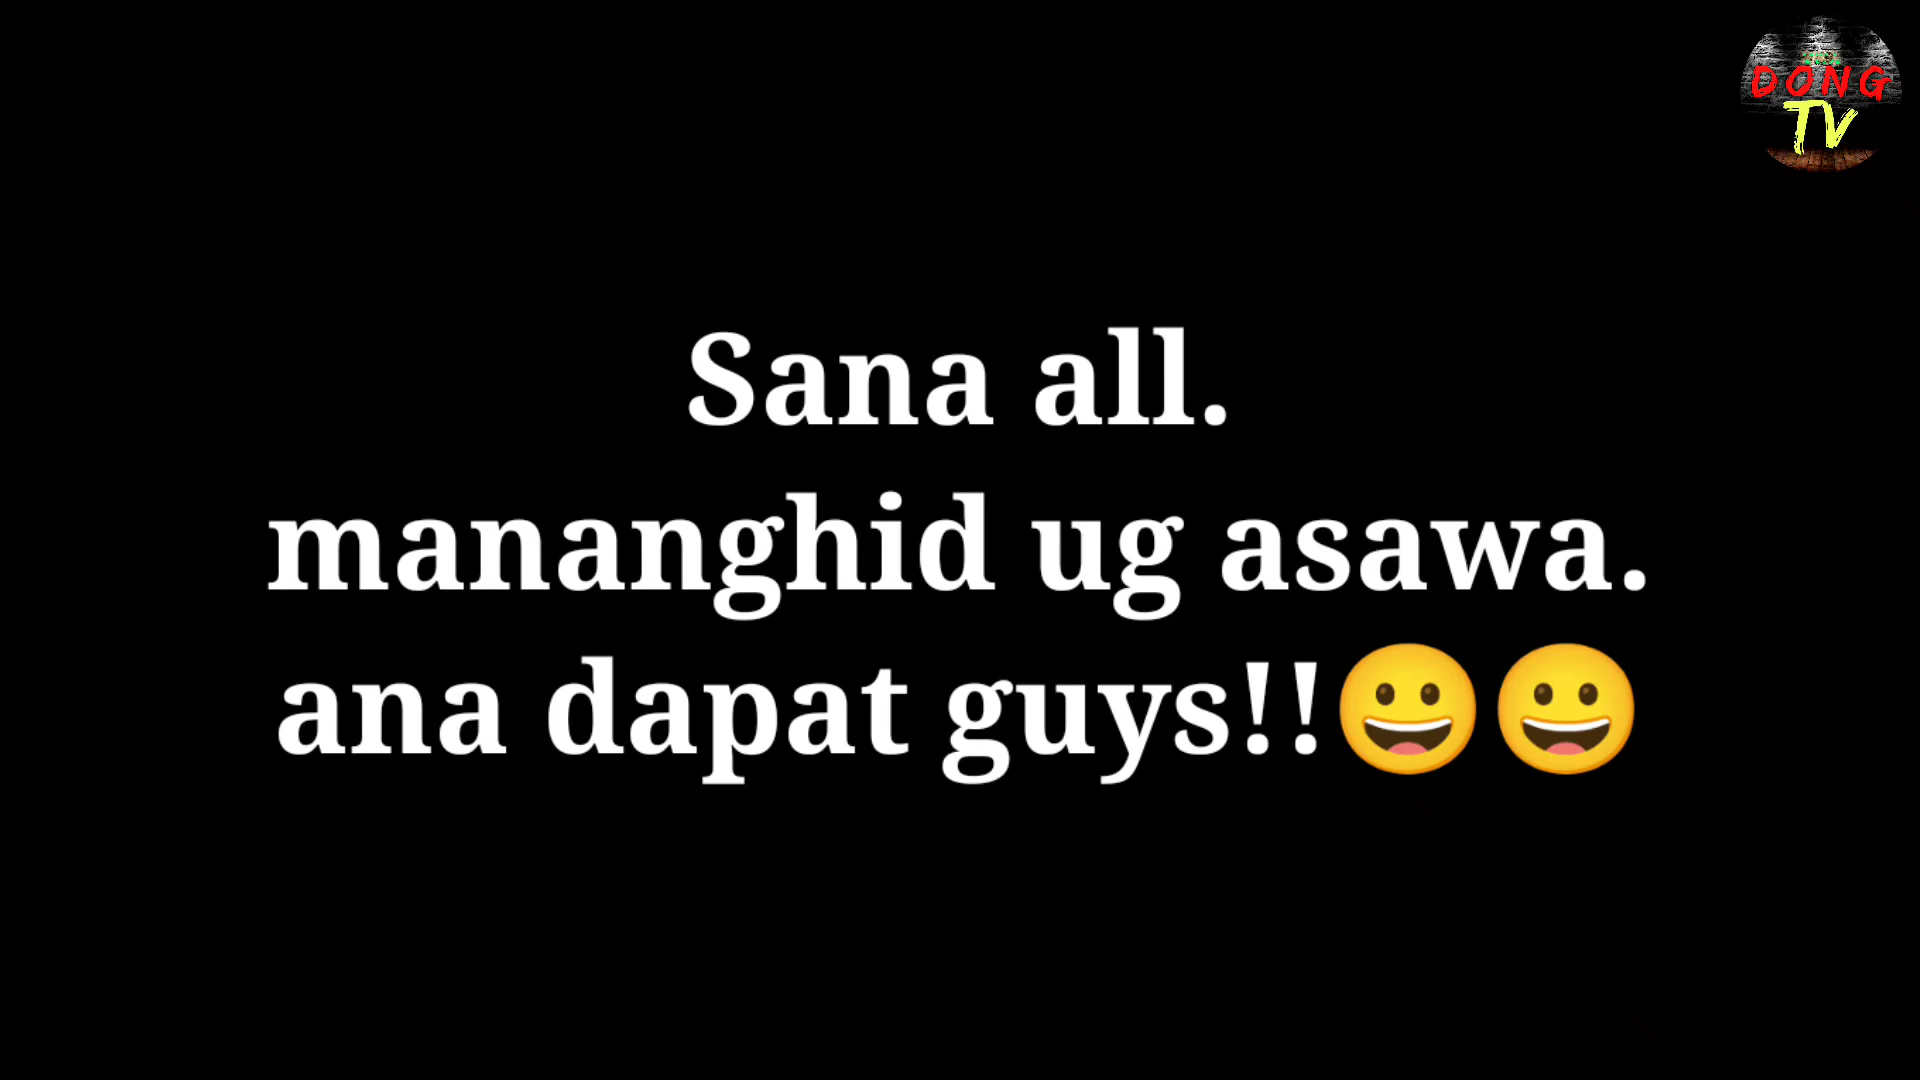 DONG
TV
Sana all.
mananghid ug asawa.
ana dapat guys!!😀😀